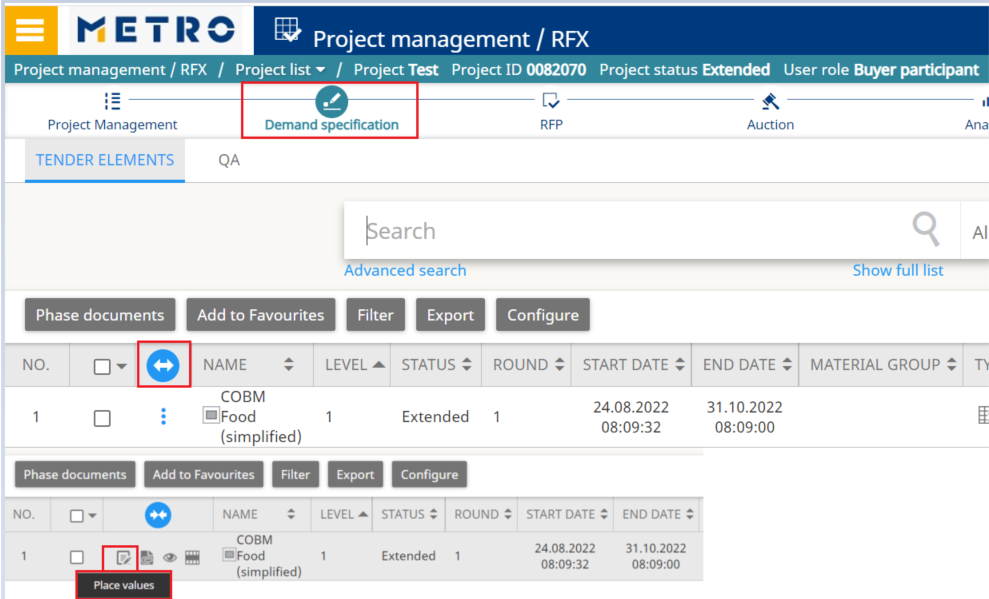 METRO Project management / RFX
Project management / RFX / Project list / Project Test Project ID 0082070 Project status Extended User role Buyer participant
Project Management Demand specification RFP Auction Ana
TENDER ELEMENTS QA
Search Al
Advanced search Show full list
Phase documents Add to Favourites Filter Export Configure
NO. NAME LEVEL STATUS ROUND START DATE END DATE MATERIAL GROUP TY
COBM
1 Food 1 Extended 1 24.08.2022 31.10.2022
(simplified) 08:09:32 08:09:00
Phase documents Add to Favourites Filter Export Configure
NO. NAME LEVEL STATUS ROUND START DATE END DATE
COBM
1 Food 1 Extended 1 24.08.2022 31.10.2022
(simplified) 08:09:32 08:09:00
Place values